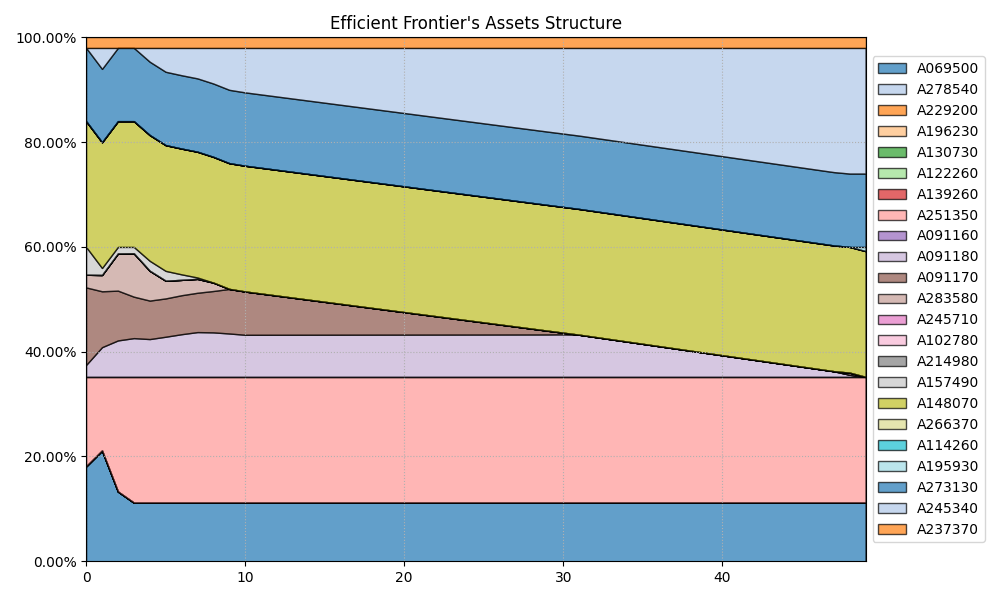 Efficient Frontier's Assets Structure
100.00%
80.00%
60.00%
40.00%
20.00%
0.00%
0
10
20
30
40
A069500
A278540
A229200
A196230
A130730
A122260
A139260
A251350
A091160
A091180
A091170
A283580
A245710
A102780
A214980
A157490
A148070
A266370
A114260
A195930
A273130
A245340
A237370